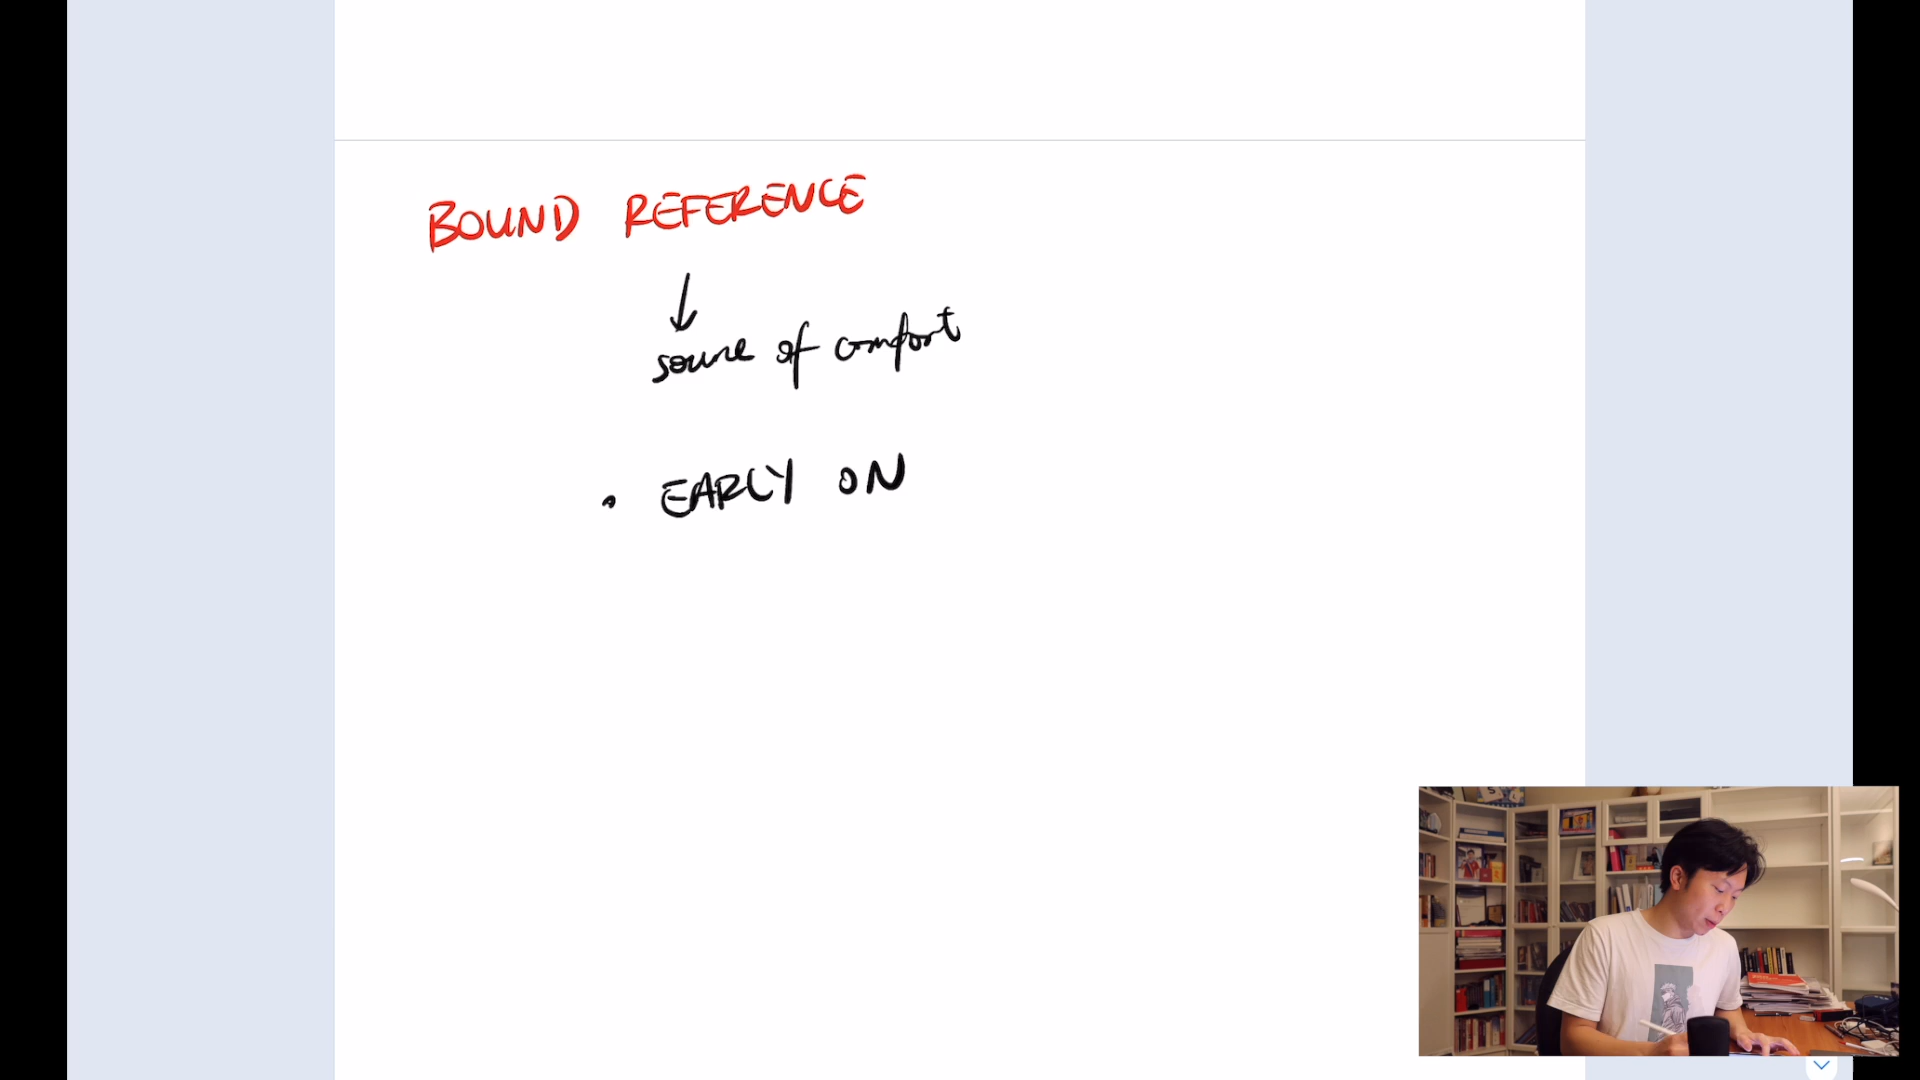 BOUND REFERENCE
↓
source of comfort
• EARLY ON